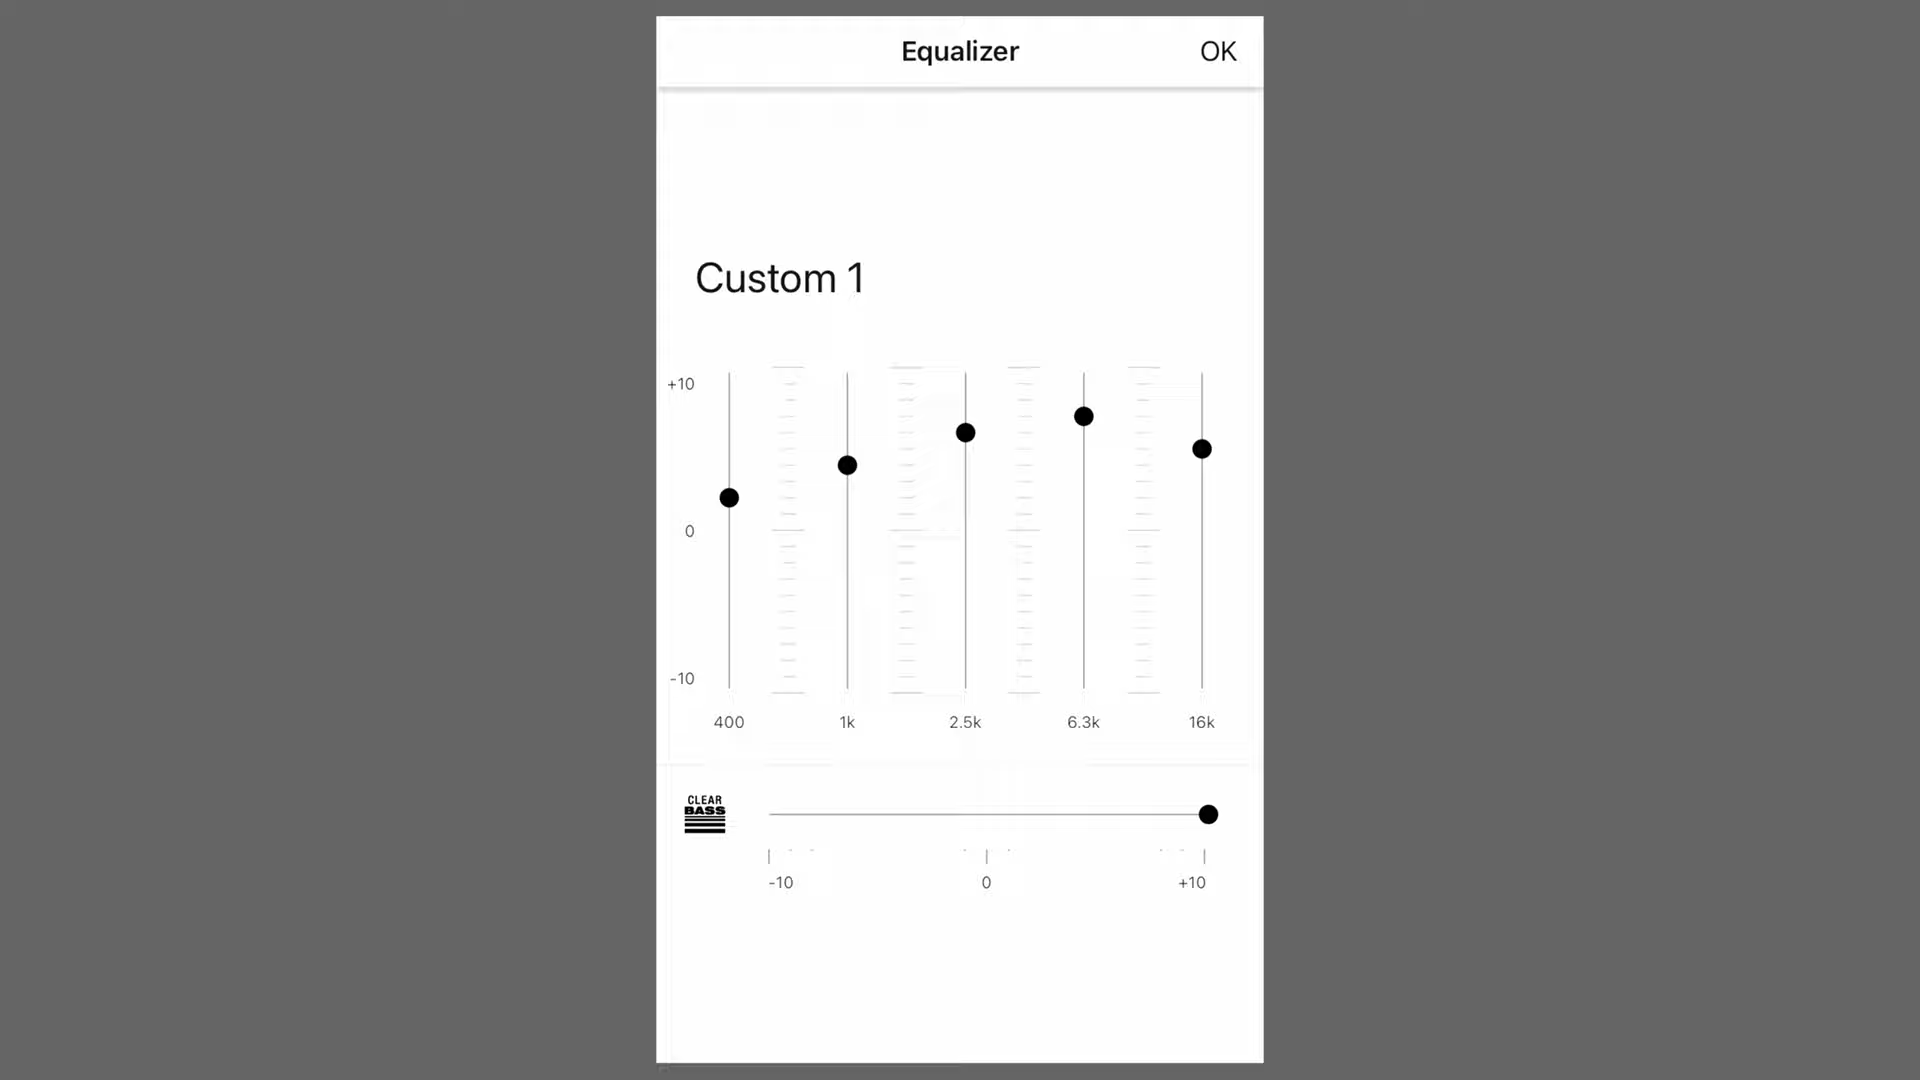 Equalizer OK
Custom 1
+10
0
-10
400 1k 2.5k 6.3k 16k
CLEAR
BASS
-10 0 +10